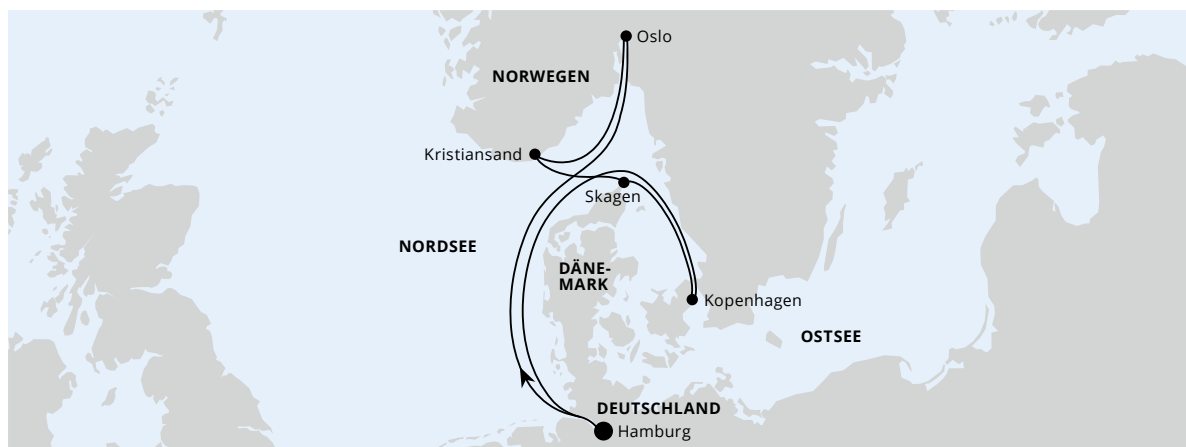 Oslo
NORWEGEN
Kristiansand
Skagen
NORDSEE
DÄNE-
MARK
Kopenhagen
OSTSEE
DEUTSCHLAND
Hamburg